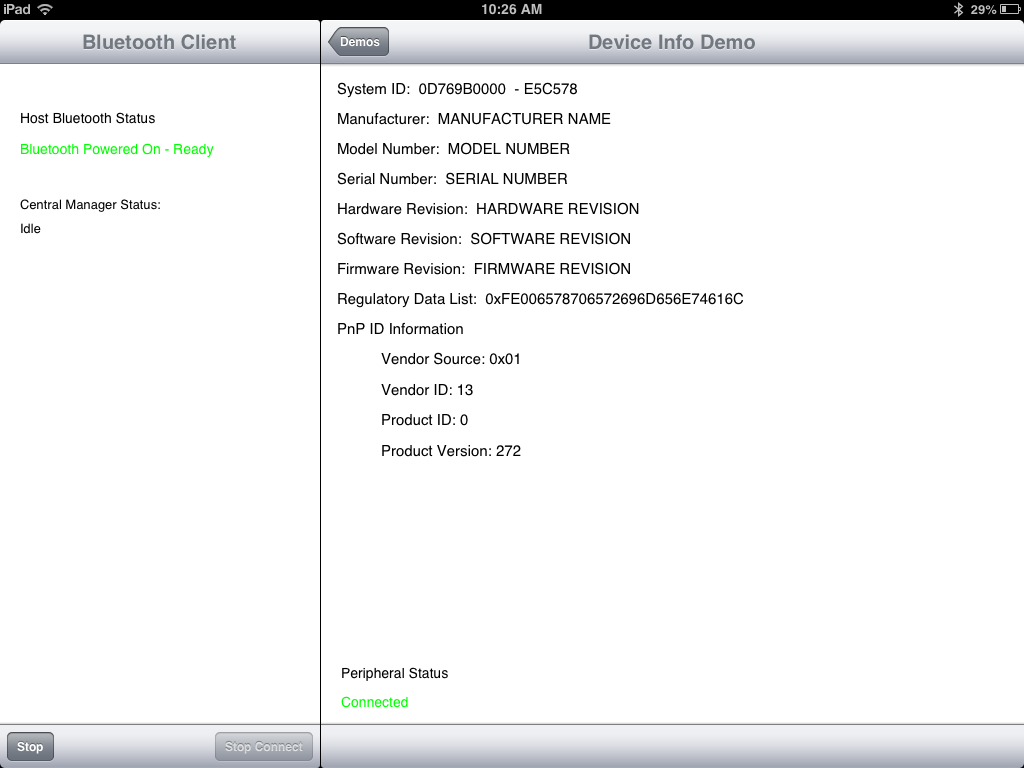 iPad 10:26 AM 29%
Bluetooth Client
Demos Device Info Demo
Host Bluetooth Status
Bluetooth Powered On - Ready
Central Manager Status:
Idle
System ID: 0D769B0000 - E5C578
Manufacturer: MANUFACTURER NAME
Model Number: MODEL NUMBER
Serial Number: SERIAL NUMBER
Hardware Revision: HARDWARE REVISION
Software Revision: SOFTWARE REVISION
Firmware Revision: FIRMWARE REVISION
Regulatory Data List: 0xFE006578706572696D656E74616C
PnP ID Information
Vendor Source: 0x01
Vendor ID: 13
Product ID: 0
Product Version: 272
Peripheral Status
Connected
Stop Stop Connect